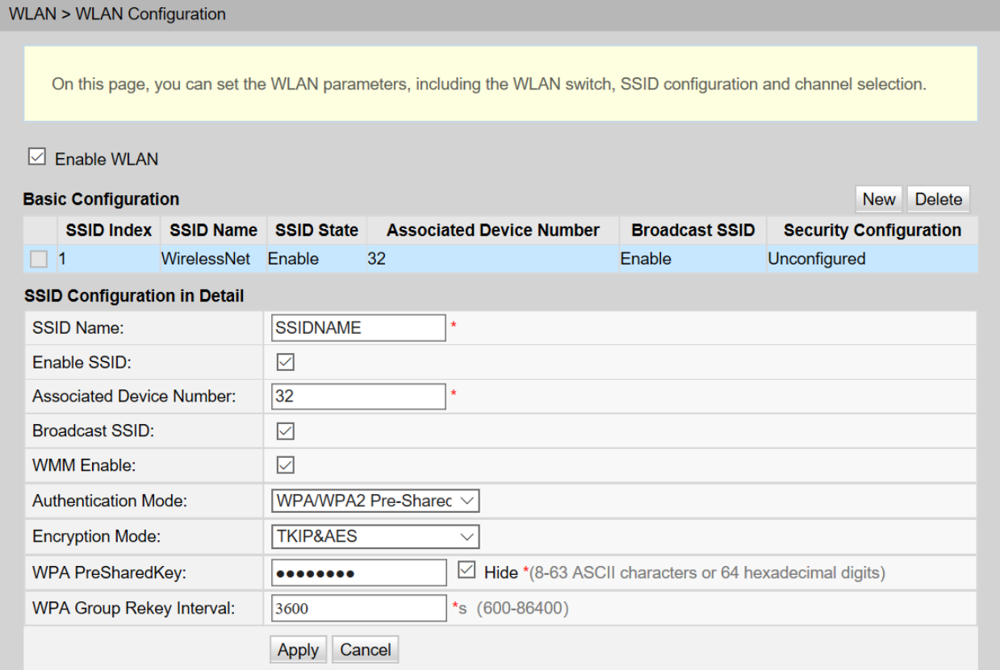 WLAN > WLAN Configuration
On this page, you can set the WLAN parameters, including the WLAN switch, SSID configuration and channel selection.
Enable WLAN
Basic Configuration New Delete
SSID Index SSID Name SSID State Associated Device Number Broadcast SSID Security Configuration
1 WirelessNet Enable 32 Enable Unconfigured
SSID Configuration in Detail
SSID Name: SSIDNAME *
Enable SSID:
Associated Device Number: 32 *
Broadcast SSID:
WMM Enable:
Authentication Mode: WPA/WPA2 Pre-Sharec
Encryption Mode: TKIP&AES
WPA PreSharedKey: ●●●●●●●● Hide *(8-63 ASCII characters or 64 hexadecimal digits)
WPA Group Rekey Interval: 3600 *s (600-86400)
Apply Cancel